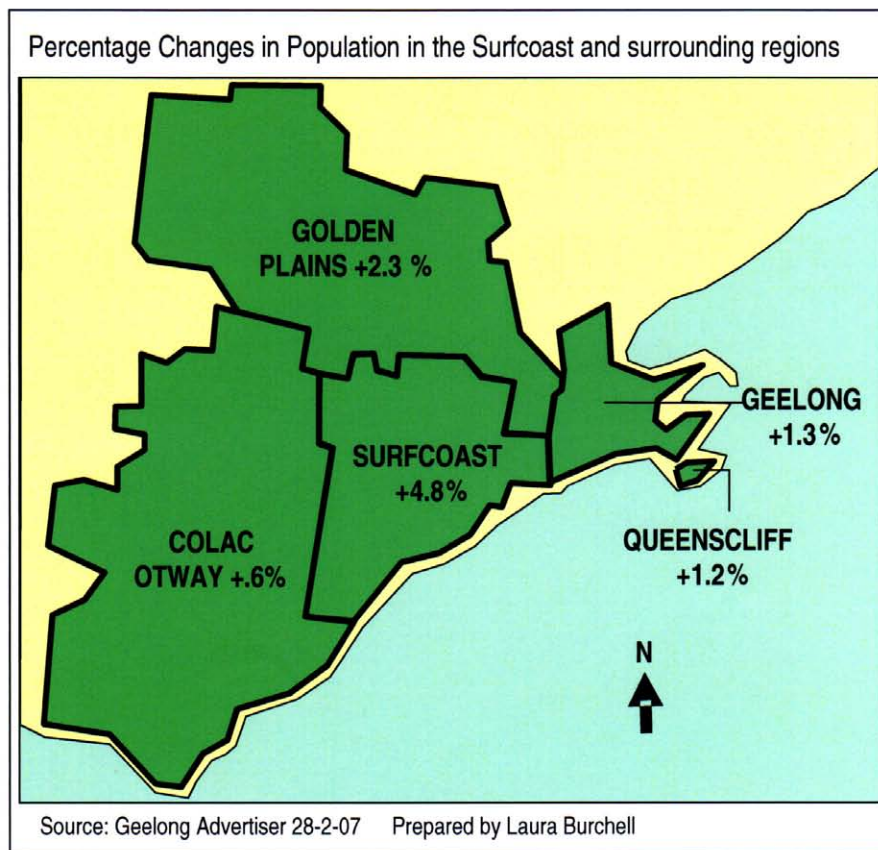 Percentage Changes in Population in the Surfcoast and surrounding regions
GOLDEN
PLAINS +2.3 %
GEELONG
+1.3%
SURFCOAST
+4.8%
QUEENSCLIFF
+1.2%
COLAC
OTWAY +.6%
N
Source: Geelong Advertiser 28-2-07 Prepared by Laura Burchell